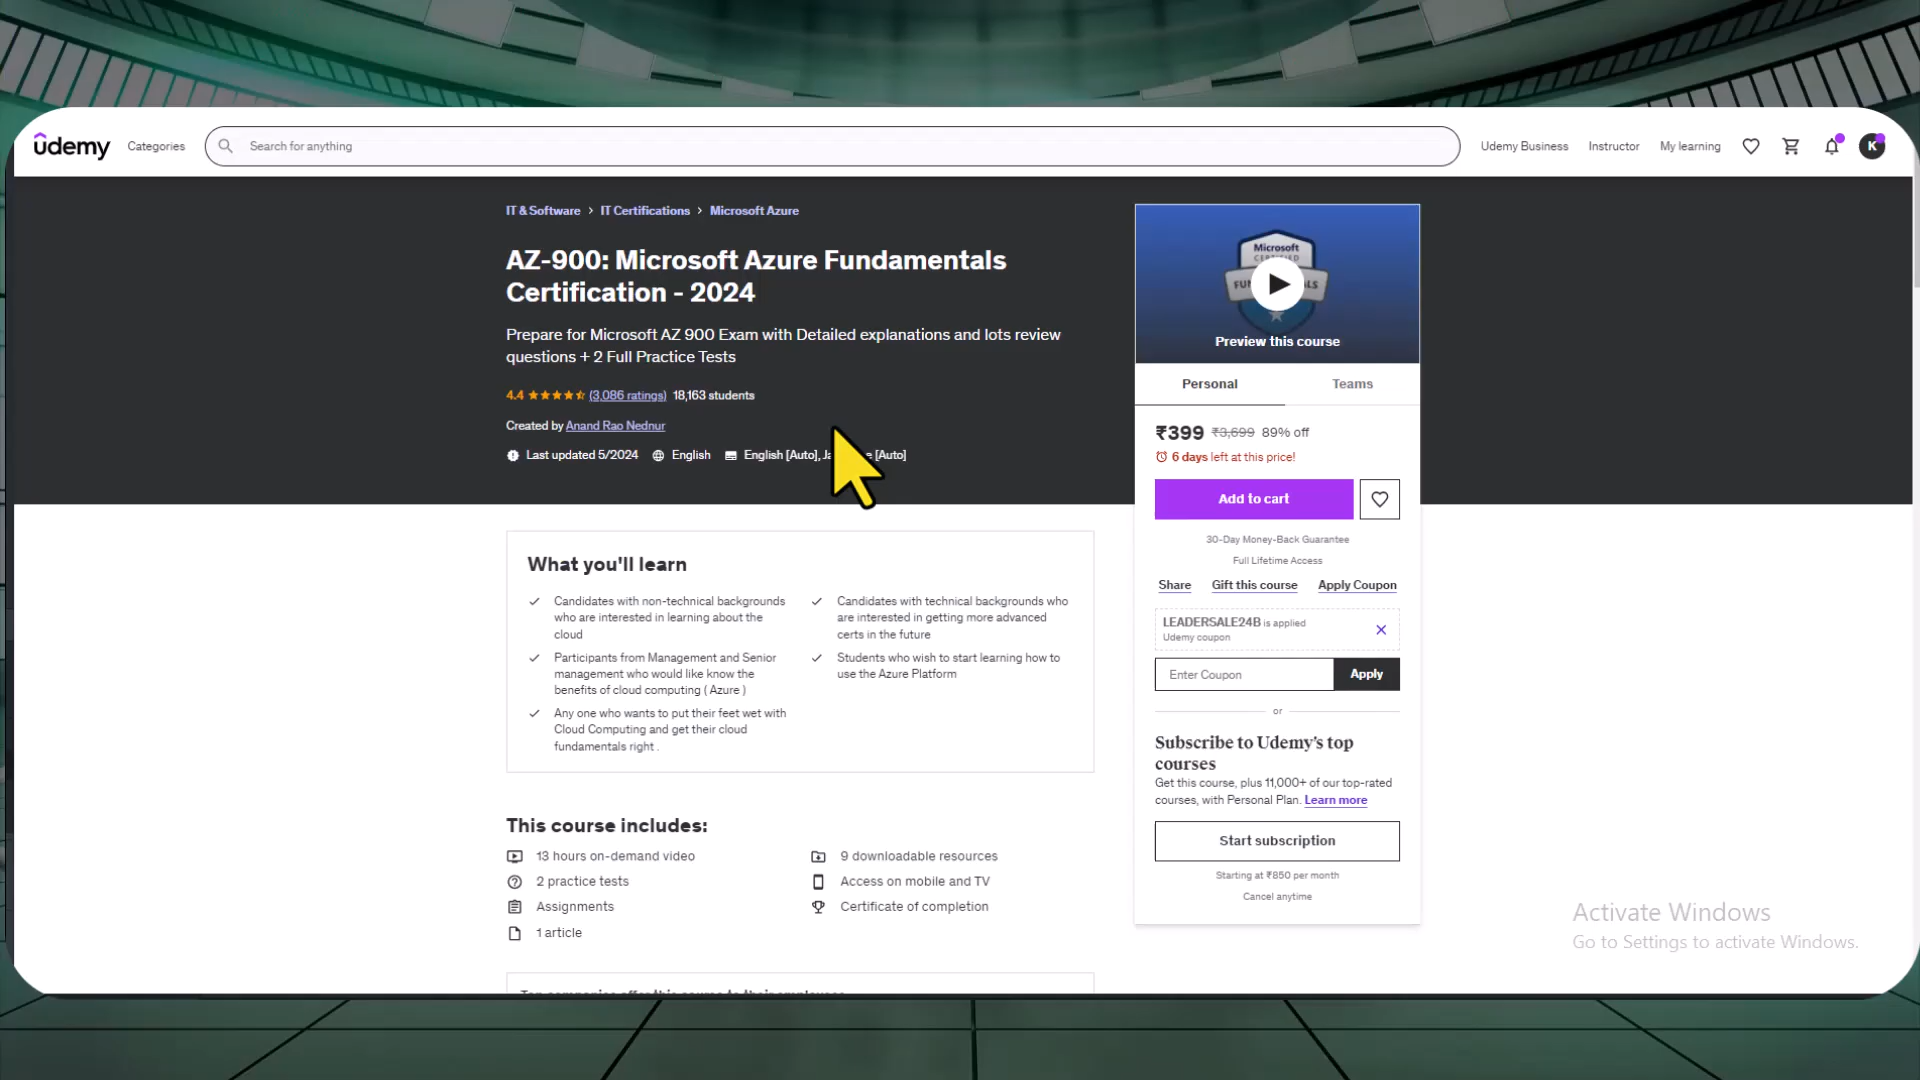 udemy
Categories
Search for anything
Udemy Business
Instructor
My learning
K
IT & Software › IT Certifications › Microsoft Azure
AZ-900: Microsoft Azure Fundamentals
Certification - 2024
Prepare for Microsoft AZ 900 Exam with Detailed explanations and lots review
questions + 2 Full Practice Tests
4.4 (3,086 ratings) 18,163 students
Created by Anand Rao Nednur
Last updated 5/2024 English English [Auto], [Auto]
Microsoft
CERTIFIED
Preview this course
Personal
Teams
₹399 ₹3,699 89% off
6 days left at this price!
Add to cart
30-Day Money-Back Guarantee
Full Lifetime Access
Share Gift this course Apply Coupon
LEADERSALE24B is applied
Udemy coupon
Enter Coupon
Apply
or
Subscribe to Udemy's top
courses
Get this course, plus 11,000+ of our top-rated
courses, with Personal Plan. Learn more
Start subscription
Starting at ₹850 per month
Cancel anytime
What you'll learn
Candidates with non-technical backgrounds
who are interested in learning about the
cloud
Participants from Management and Senior
management who would like know the
benefits of cloud computing ( Azure )
Any one who wants to put their feet wet with
Cloud Computing and get their cloud
fundamentals right .
Candidates with technical backgrounds who
are interested in getting more advanced
certs in the future
Students who wish to start learning how to
use the Azure Platform
This course includes:
13 hours on-demand video
2 practice tests
Assignments
1 article
9 downloadable resources
Access on mobile and TV
Certificate of completion
Top companies offer this course to their employees
Activate Windows
Go to Settings to activate Windows.